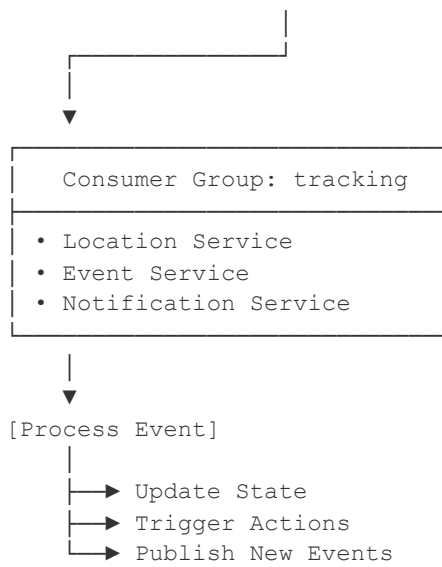 Consumer Group: tracking
• Location Service
• Event Service
• Notification Service
[Process Event]
Update State
Trigger Actions
Publish New Events